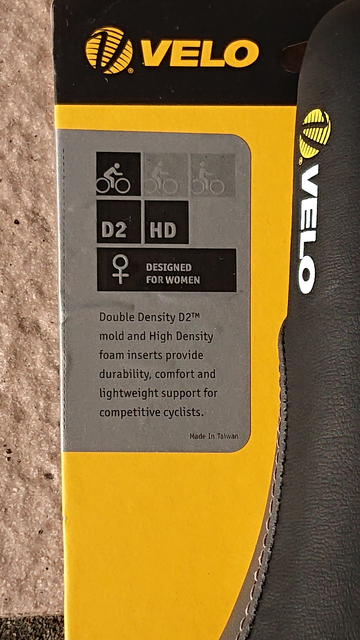 VELO
VELO
D2 HD
DESIGNED
FOR WOMEN
Double Density D2™
mold and High Density
foam inserts provide
durability, comfort and
lightweight support for
competitive cyclists.
Made In Taiwan